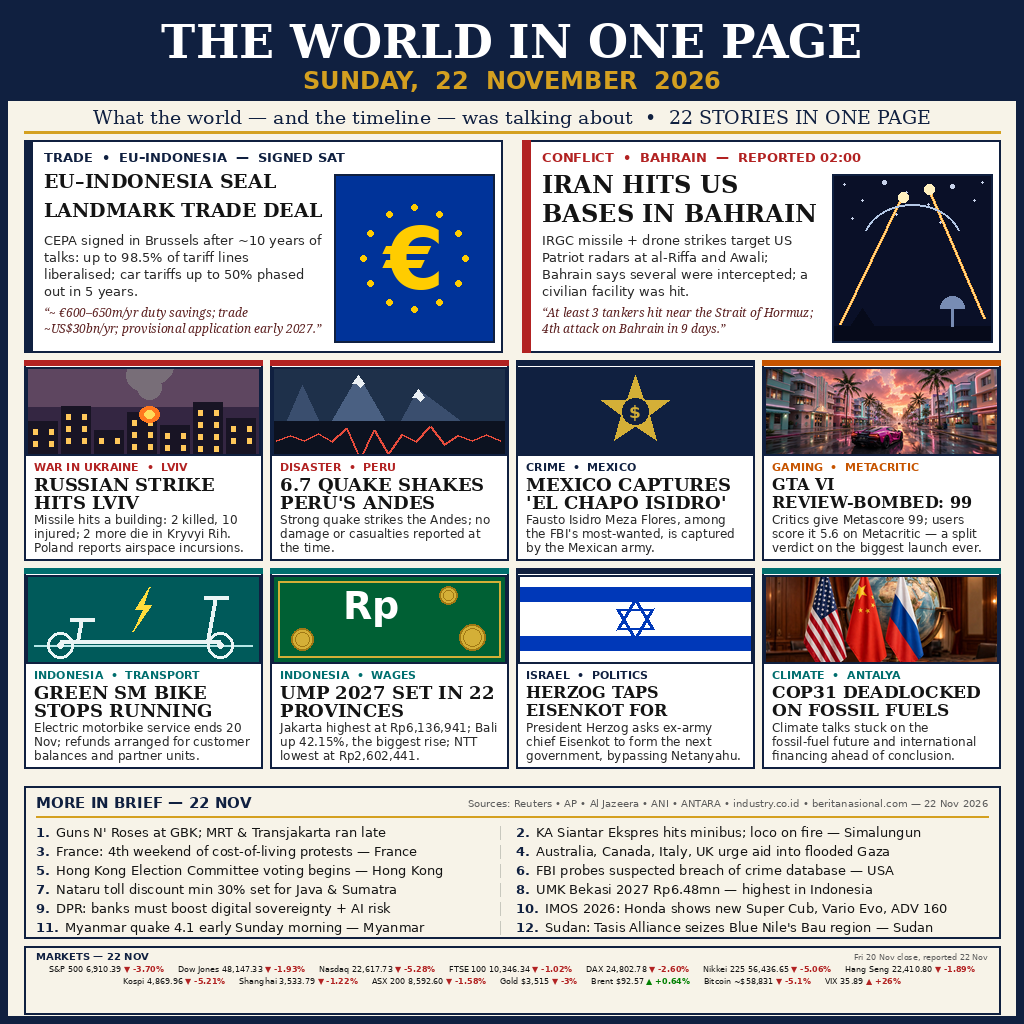 THE WORLD IN ONE PAGE
SUNDAY, 22 NOVEMBER 2026
What the world — and the timeline — was talking about • 22 STORIES IN ONE PAGE
TRADE • EU–INDONESIA — SIGNED SAT
EU–INDONESIA SEAL
LANDMARK TRADE DEAL
CEPA signed in Brussels after ~10 years of
talks: up to 98.5% of tariff lines
liberalised; car tariffs up to 50% phased
out in 5 years.
“~ €600–650m/yr duty savings; trade
~US$30bn/yr; provisional application early 2027.”
€
CONFLICT • BAHRAIN — REPORTED 02:00
IRAN HITS US
BASES IN BAHRAIN
IRGC missile + drone strikes target US
Patriot radars at al-Riffa and Awali;
Bahrain says several were intercepted; a
civilian facility was hit.
“At least 3 tankers hit near the Strait of Hormuz;
4th attack on Bahrain in 9 days.”
WAR IN UKRAINE • LVIV
RUSSIAN STRIKE
HITS LVIV
Missile hits a building: 2 killed, 10
injured; 2 more die in Kryvyi Rih.
Poland reports airspace incursions.
DISASTER • PERU
6.7 QUAKE SHAKES
PERU'S ANDES
Strong quake strikes the Andes; no
damage or casualties reported at
the time.
$
CRIME • MEXICO
MEXICO CAPTURES
'EL CHAPO ISIDRO'
Fausto Isidro Meza Flores, among
the FBI's most-wanted, is captured
by the Mexican army.
GAMING • METACRITIC
GTA VI
REVIEW-BOMBED: 99
Critics give Metascore 99; users
score it 5.6 on Metacritic — a split
verdict on the biggest launch ever.
INDONESIA • TRANSPORT
GREEN SM BIKE
STOPS RUNNING
Electric motorbike service ends 20
Nov; refunds arranged for customer
balances and partner units.
Rp
INDONESIA • WAGES
UMP 2027 SET IN 22
PROVINCES
Jakarta highest at Rp6,136,941; Bali
up 42.15%, the biggest rise; NTT
lowest at Rp2,602,441.
ISRAEL • POLITICS
HERZOG TAPS
EISENKOT FOR
President Herzog asks ex-army
chief Eisenkot to form the next
government, bypassing Netanyahu.
CLIMATE • ANTALYA
COP31 DEADLOCKED
ON FOSSIL FUELS
Climate talks stuck on the
fossil-fuel future and international
financing ahead of conclusion.
MORE IN BRIEF — 22 NOV
Sources: Reuters • AP • Al Jazeera • ANI • ANTARA • industry.co.id • beritanasional.com — 22 Nov 2026
1. Guns N' Roses at GBK; MRT & Transjakarta ran late
2. KA Siantar Ekspres hits minibus; loco on fire — Simalungun
3. France: 4th weekend of cost-of-living protests — France
4. Australia, Canada, Italy, UK urge aid into flooded Gaza
5. Hong Kong Election Committee voting begins — Hong Kong
6. FBI probes suspected breach of crime database — USA
7. Nataru toll discount min 30% set for Java & Sumatra
8. UMK Bekasi 2027 Rp6.48mn — highest in Indonesia
9. DPR: banks must boost digital sovereignty + AI risk
10. IMOS 2026: Honda shows new Super Cub, Vario Evo, ADV 160
11. Myanmar quake 4.1 early Sunday morning — Myanmar
12. Sudan: Tasis Alliance seizes Blue Nile's Bau region — Sudan
MARKETS — 22 NOV
Fri 20 Nov close, reported 22 Nov
S&P 500 6,910.39 ▼ -3.70% Dow Jones 48,147.33 ▼ -1.93% Nasdaq 22,617.73 ▼ -5.28% FTSE 100 10,346.34 ▼ -1.02% DAX 24,802.78 ▼ -2.60% Nikkei 225 56,436.65 ▼ -5.06% Hang Seng 22,410.80 ▼ -1.89%
Kospi 4,869.96 ▼ -5.21% Shanghai 3,533.79 ▼ -1.22% ASX 200 8,592.60 ▼ -1.58% Gold $3,515 ▼ -3% Brent $92.57 ▲ +0.64% Bitcoin ~$58,831 ▼ -5.1% VIX 35.89 ▲ +26%